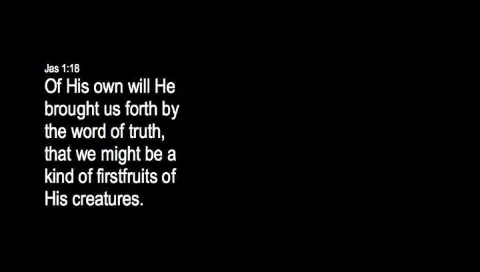 Jas 1:18
Of His own will He
brought us forth by
the word of truth,
that we might be a
kind of firstfruits of
His creatures.